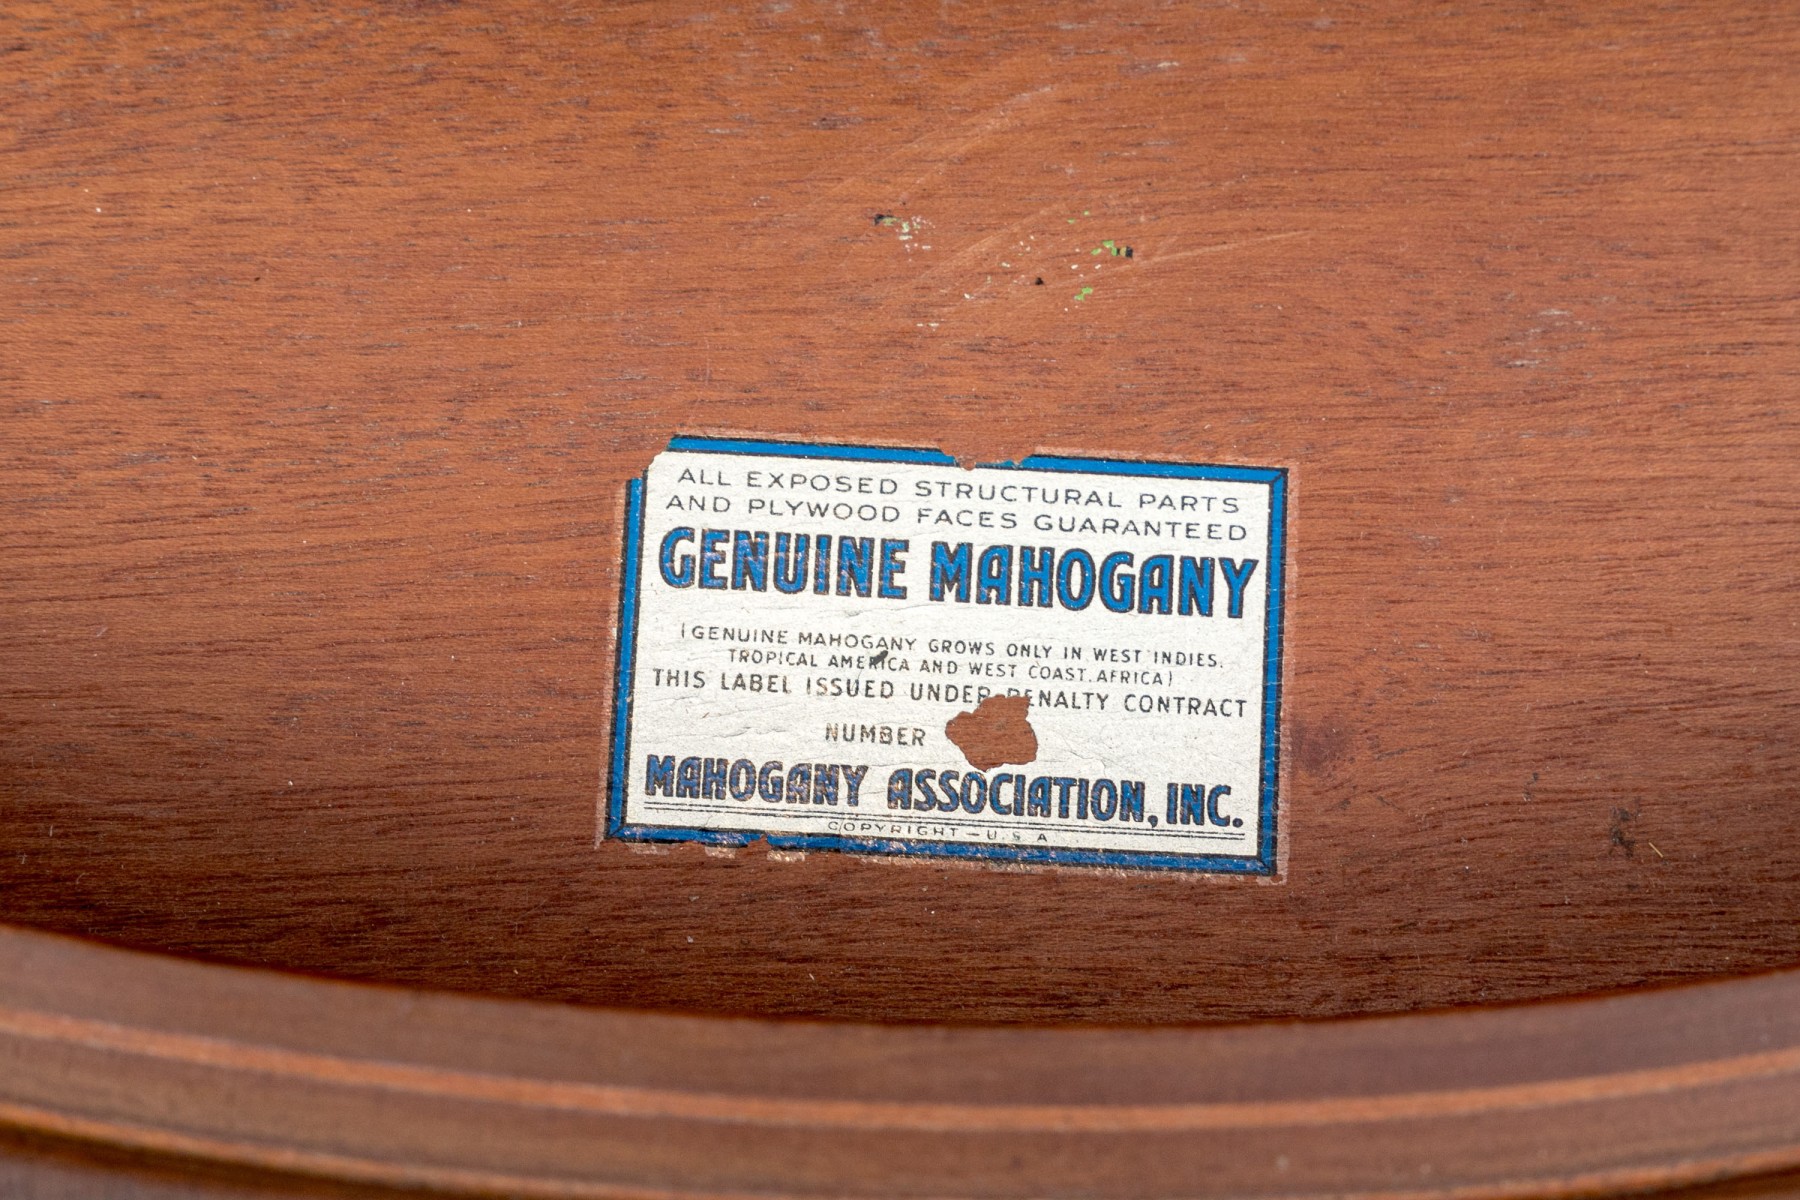 ALL EXPOSED STRUCTURAL PARTS
AND PLYWOOD FACES GUARANTEED
GENUINE MAHOGANY
(GENUINE MAHOGANY GROWS ONLY IN WEST INDIES,
TROPICAL AMERICA AND WEST COAST. AFRICA)
THIS LABEL ISSUED UNDER PENALTY CONTRACT
NUMBER
MAHOGANY ASSOCIATION, INC.
COPYRIGHT—U.S.A